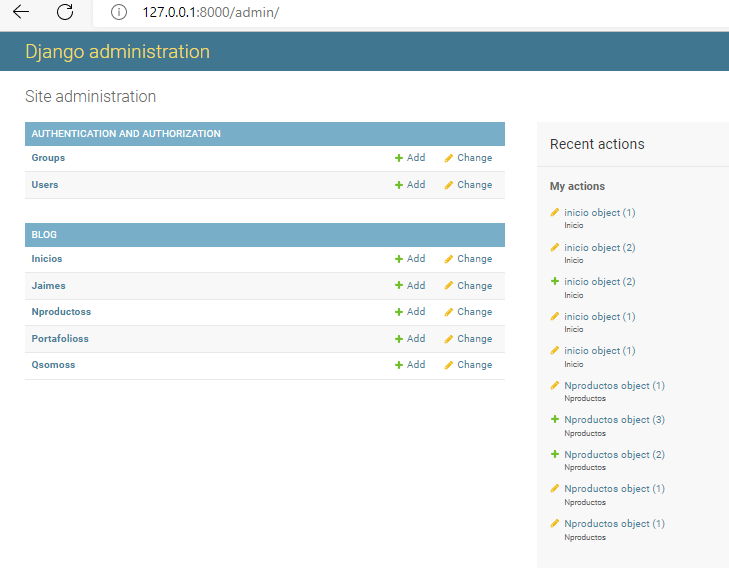 127.0.0.1:8000/admin/
Django administration
Site administration
AUTHENTICATION AND AUTHORIZATION
Groups Add Change
Users Add Change
BLOG
Inicios Add Change
Jaimes Add Change
Nproductoss Add Change
Portafolioss Add Change
Qsomoss Add Change
Recent actions
My actions
inicio object (1)
Inicio
inicio object (2)
Inicio
inicio object (2)
Inicio
inicio object (1)
Inicio
inicio object (1)
Inicio
Nproductos object (1)
Nproductos
Nproductos object (3)
Nproductos
Nproductos object (2)
Nproductos
Nproductos object (1)
Nproductos
Nproductos object (1)
Nproductos